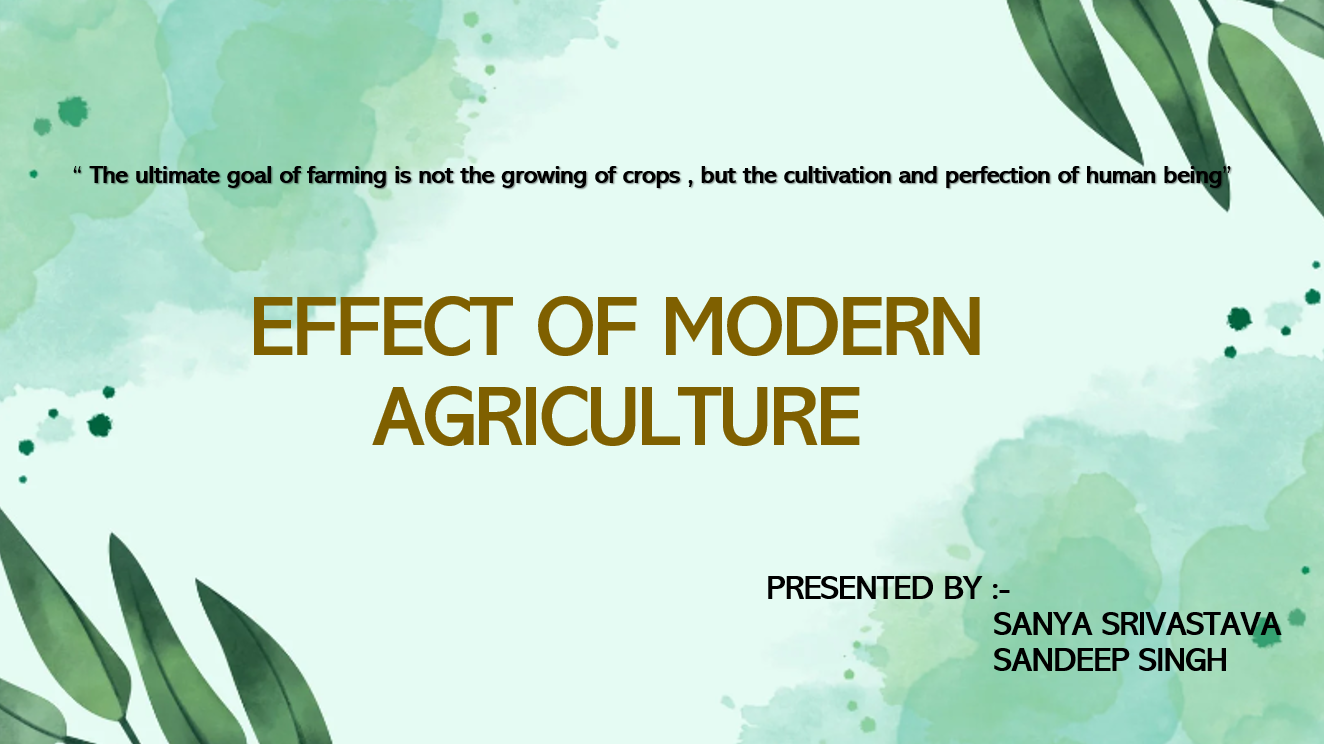 “ The ultimate goal of farming is not the growing of crops , but the cultivation and perfection of human being”
EFFECT OF MODERN
AGRICULTURE
PRESENTED BY :-
SANYA SRIVASTAVA
SANDEEP SINGH